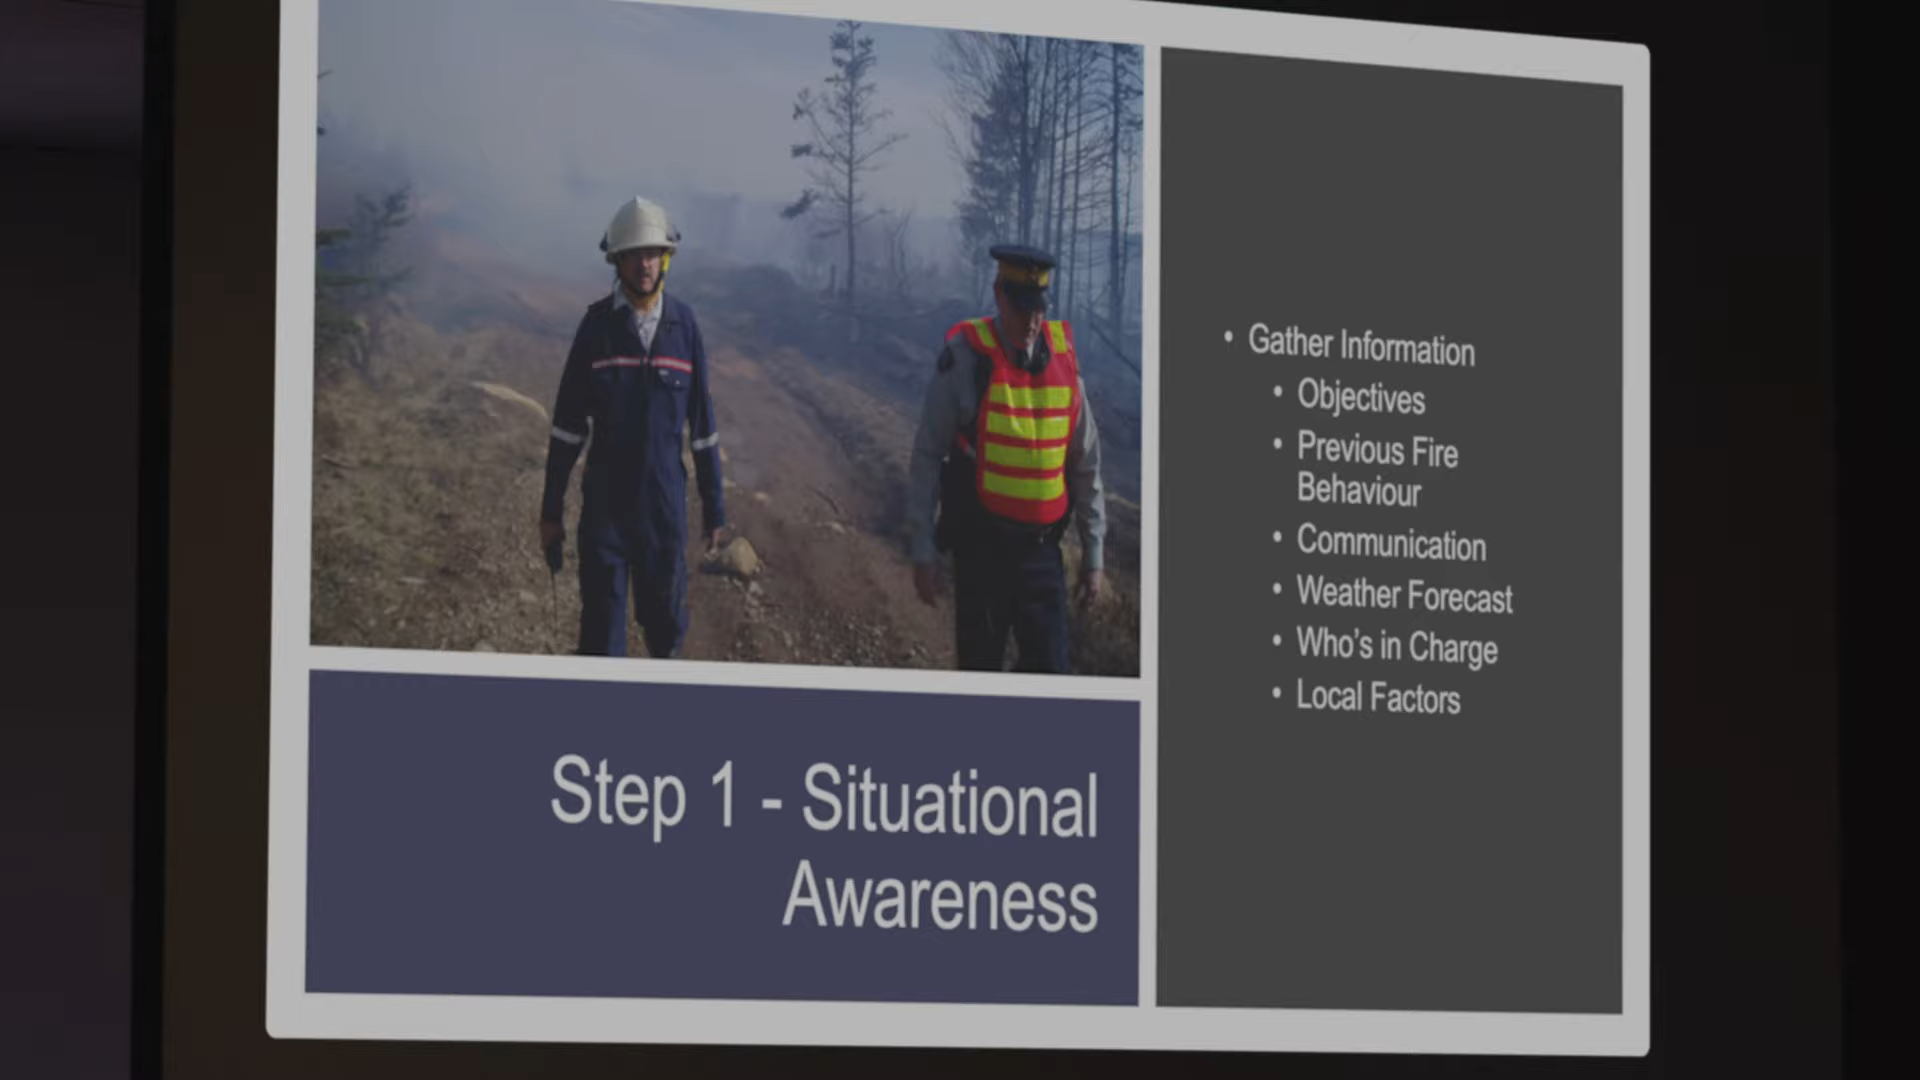 Step 1 - Situational
Awareness
• Gather Information
• Objectives
• Previous Fire
Behaviour
• Communication
• Weather Forecast
• Who's in Charge
• Local Factors